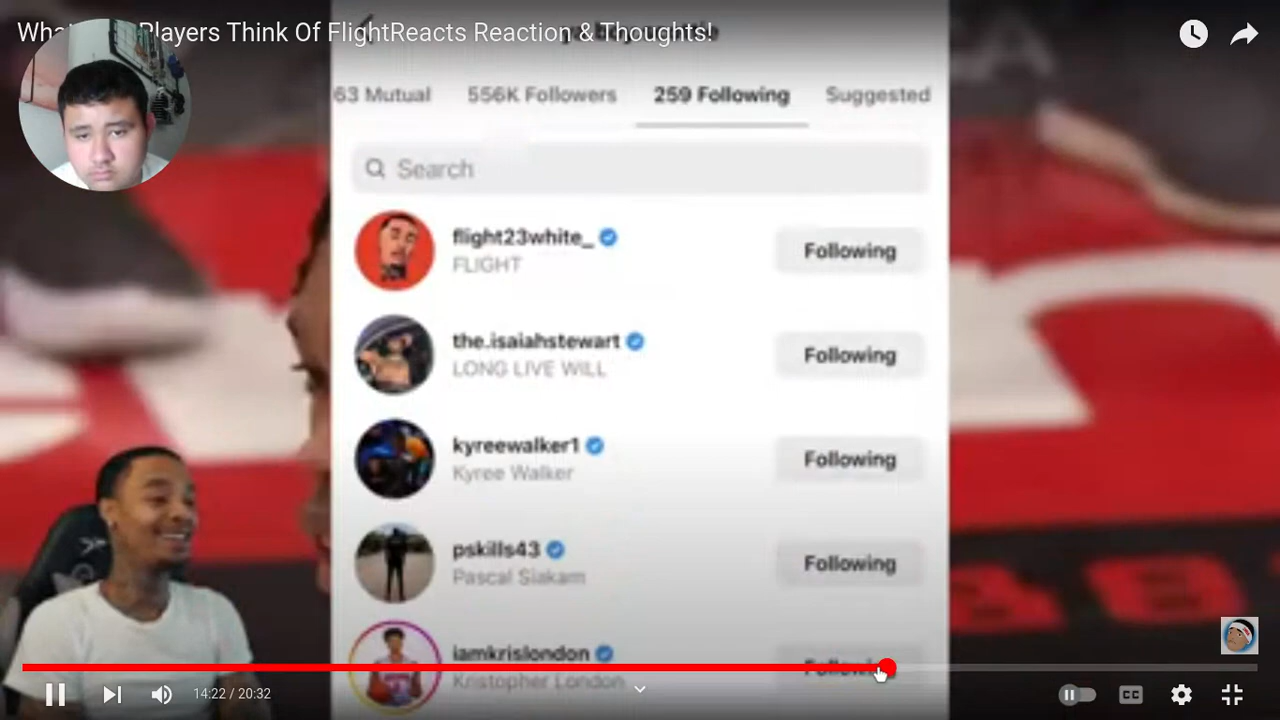 Players Think Of FlightReacts Reaction & Thoughts!
63 Mutual 556K Followers 259 Following Suggested
Search
flight23white_
FLIGHT
Following
the.isaiahstewart
LONG LIVE WILL
Following
kyreewalker1
Kyree Walker
Following
pskills43
Pascal Siakam
Following
iamkrislondon
Kristopher London
Following
14:22 / 20:32
CC